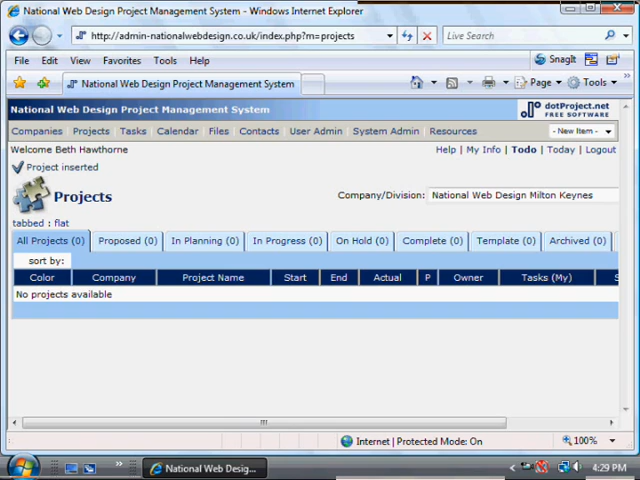 National Web Design Project Management System - Windows Internet Explorer
http://admin-nationalwebdesign.co.uk/index.php?m=projects
Live Search
File Edit View Favorites Tools Help
SnagIt
National Web Design Project Management System
Page Tools
National Web Design Project Management System
dotProject.net
FREE SOFTWARE
Companies Projects Tasks Calendar Files Contacts User Admin System Admin Resources
- New Item -
Welcome Beth Hawthorne
Help | My Info | Todo | Today | Logout
Project inserted
Projects
Company/Division: National Web Design Milton Keynes
tabbed : flat
All Projects (0) Proposed (0) In Planning (0) In Progress (0) On Hold (0) Complete (0) Template (0) Archived (0)
sort by:
Color Company Project Name Start End Actual P Owner Tasks (My) S
No projects available
Internet | Protected Mode: On
100%
National Web Desig...
4:29 PM